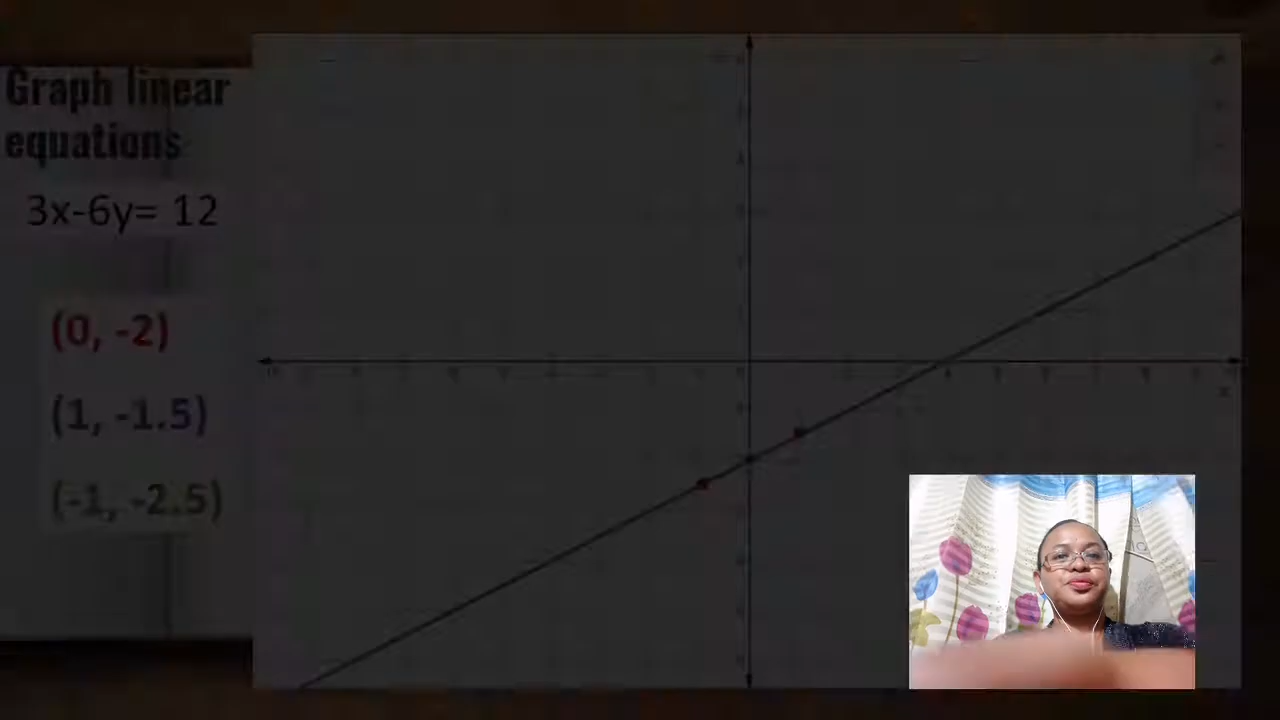 Graph linear
equations
3x-6y= 12
(0, -2)
(1, -1.5)
(-1, -2.5)